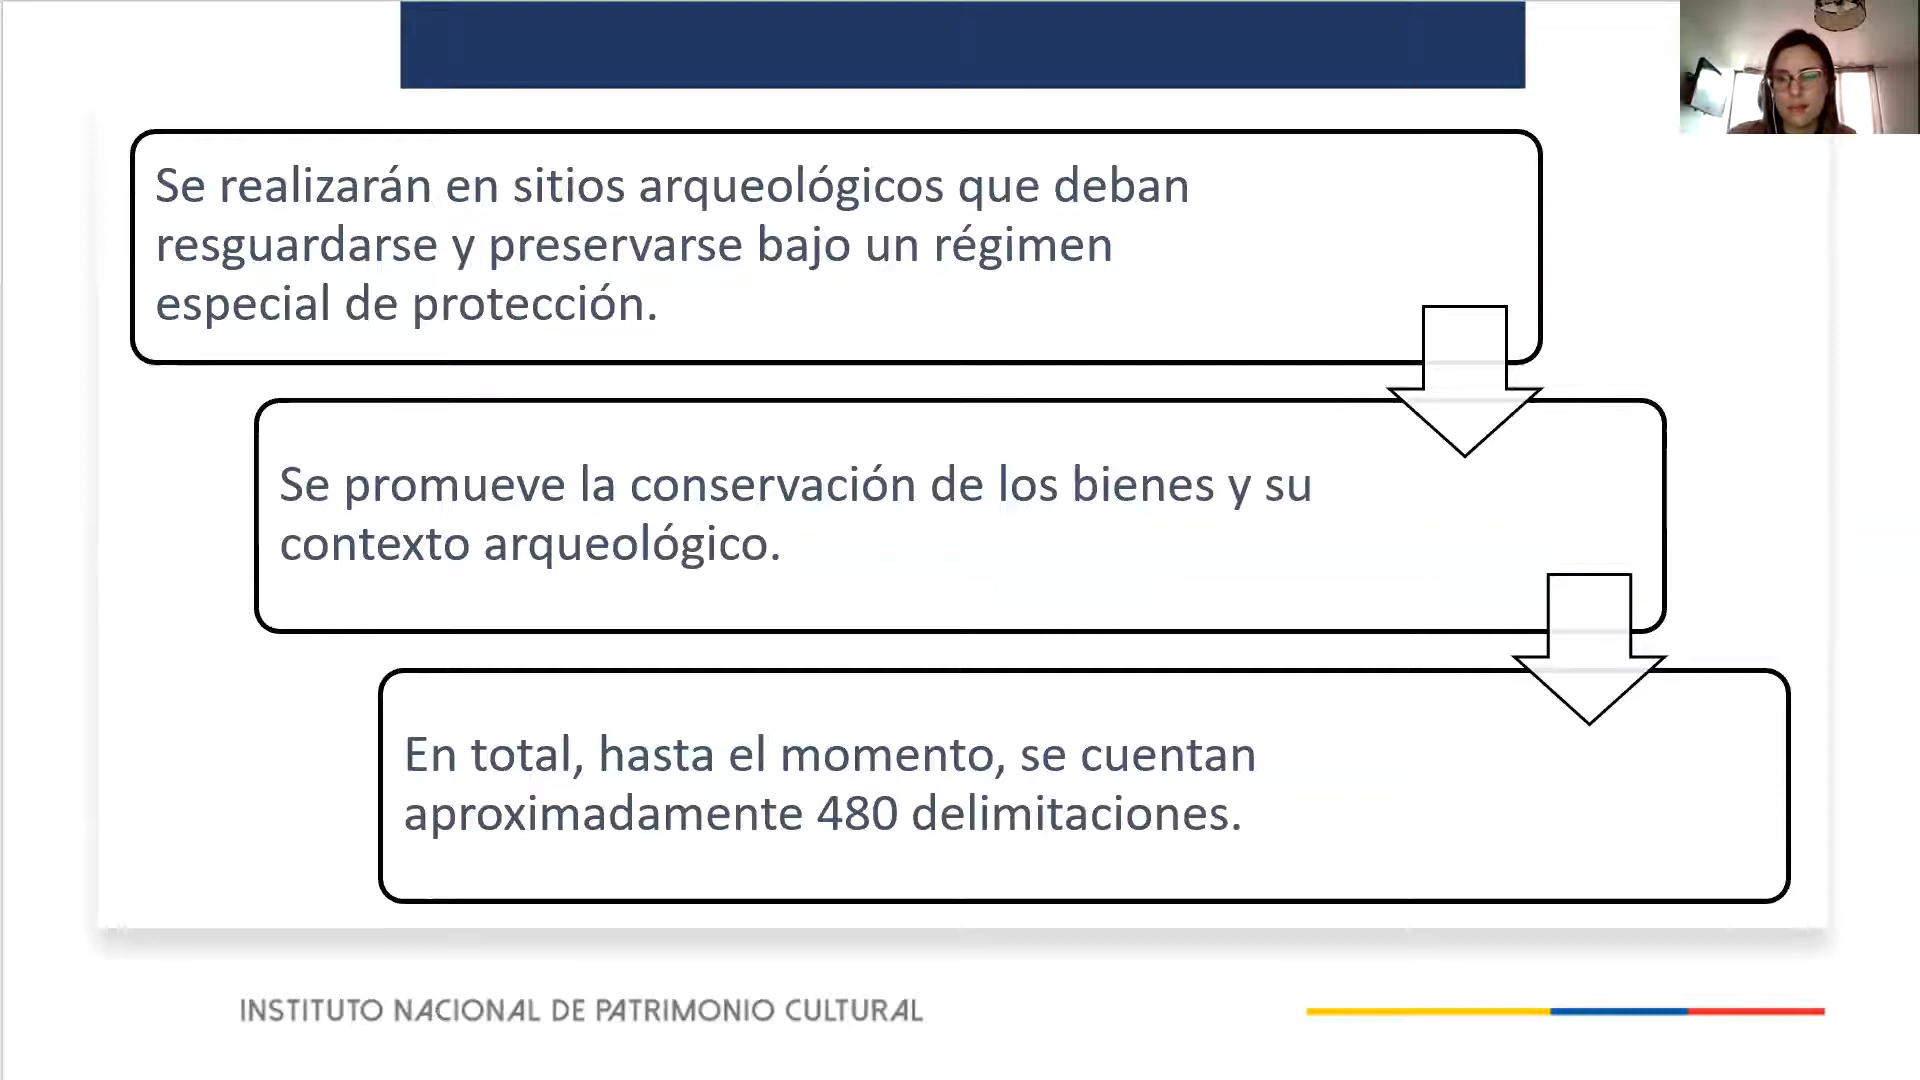 Se realizarán en sitios arqueológicos que deban
resguardarse y preservarse bajo un régimen
especial de protección.
Se promueve la conservación de los bienes y su
contexto arqueológico.
En total, hasta el momento, se cuentan
aproximadamente 480 delimitaciones.
INSTITUTO NACIONAL DE PATRIMONIO CULTURAL